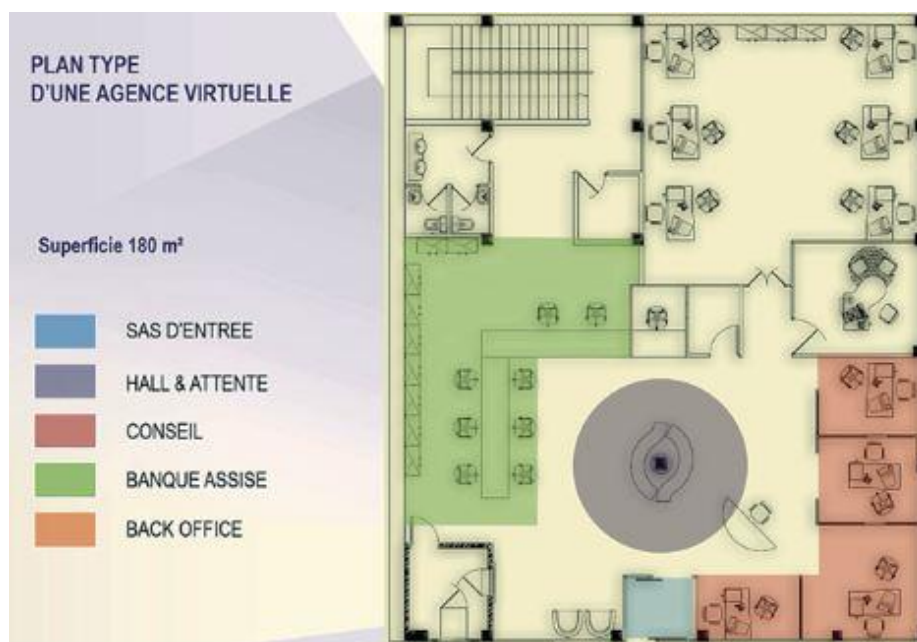 PLAN TYPE
D'UNE AGENCE VIRTUELLE
Superficie 180 m²
SAS D'ENTREE
HALL & ATTENTE
CONSEIL
BANQUE ASSISE
BACK OFFICE